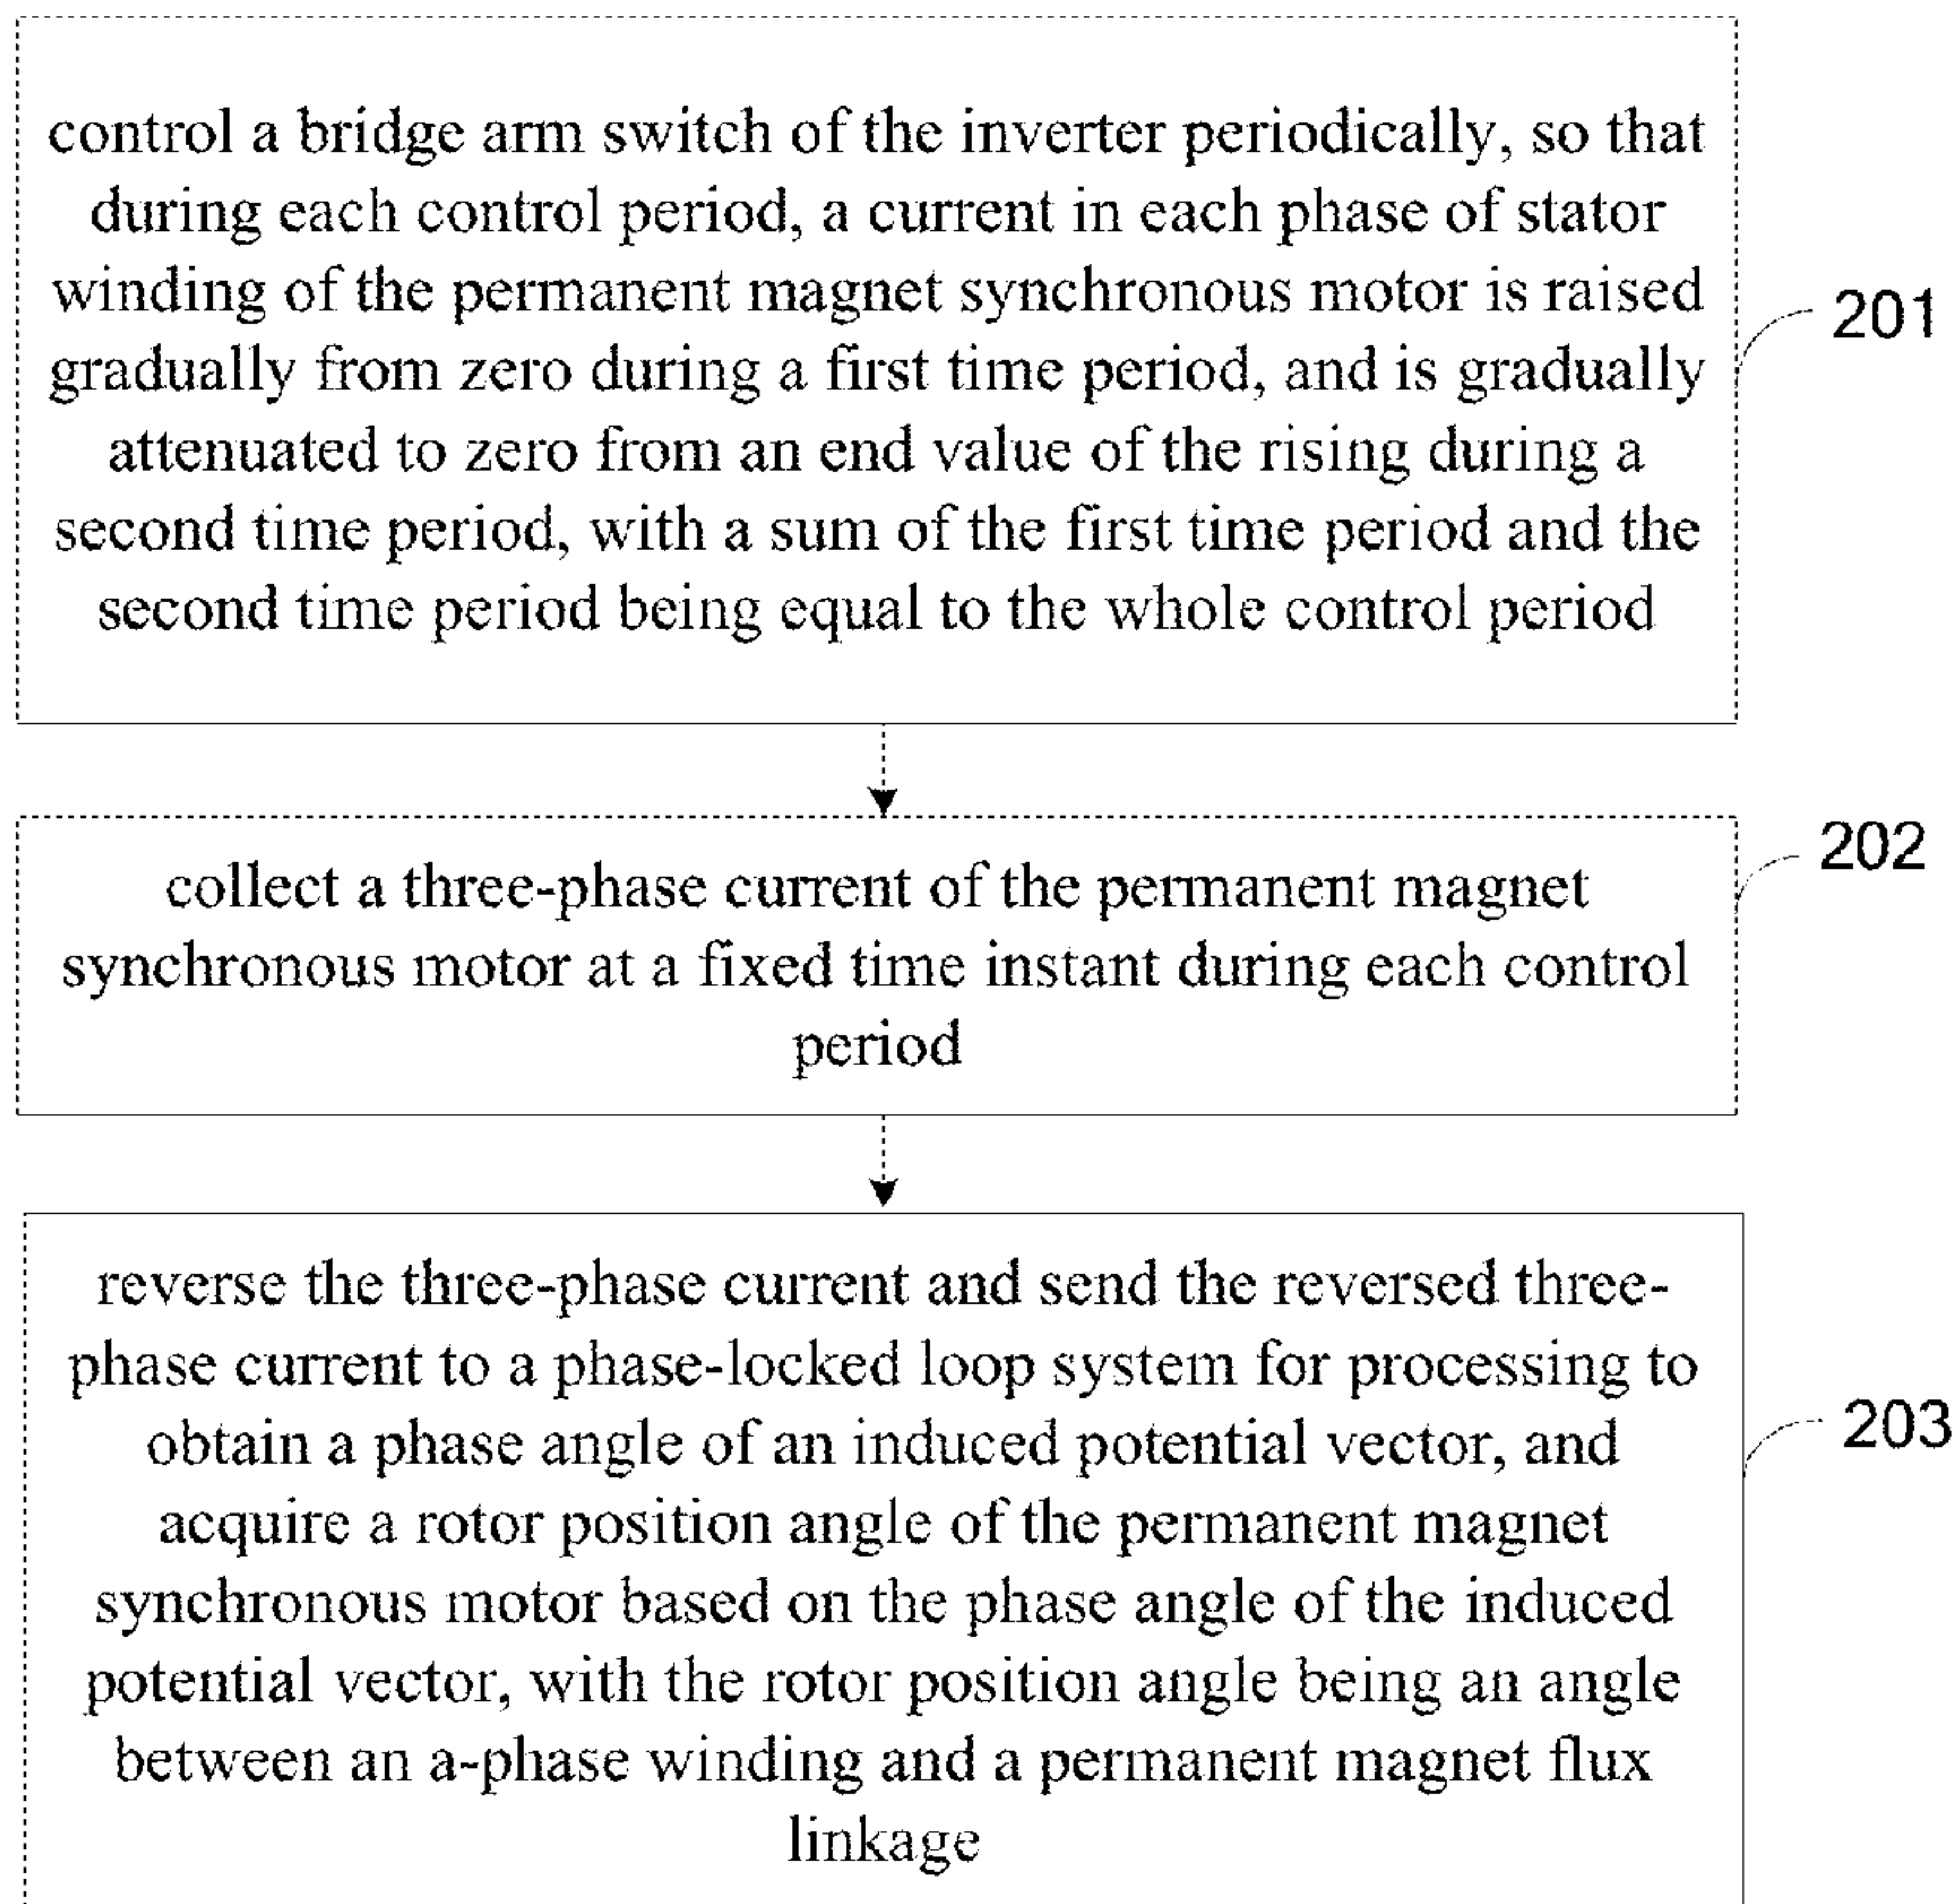 control a bridge arm switch of the inverter periodically, so that
during each control period, a current in each phase of stator
winding of the permanent magnet synchronous motor is raised
gradually from zero during a first time period, and is gradually
attenuated to zero from an end value of the rising during a
second time period, with a sum of the first time period and the
second time period being equal to the whole control period
201
collect a three-phase current of the permanent magnet
synchronous motor at a fixed time instant during each control
period
202
reverse the three-phase current and send the reversed three-
phase current to a phase-locked loop system for processing to
obtain a phase angle of an induced potential vector, and
acquire a rotor position angle of the permanent magnet
synchronous motor based on the phase angle of the induced
potential vector, with the rotor position angle being an angle
between an a-phase winding and a permanent magnet flux
linkage
203